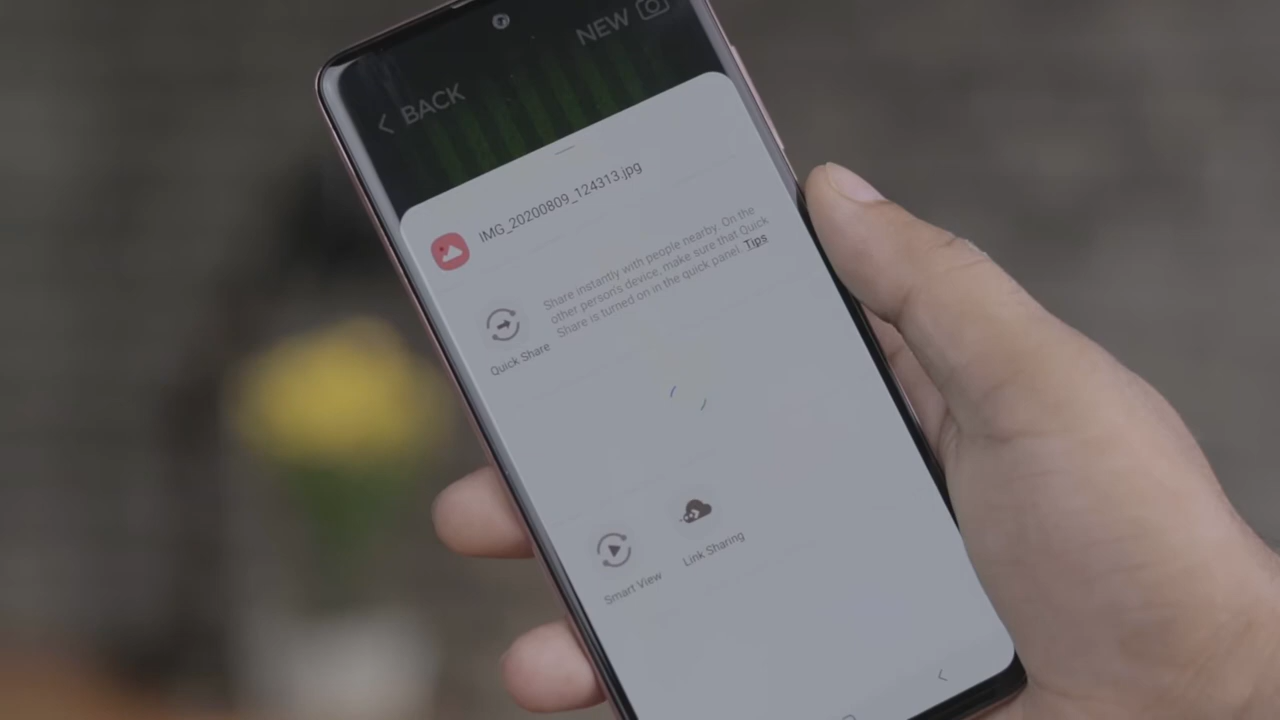 NEW
BACK
IMG_20200809_124313.jpg
Share instantly with people nearby. On the
other person's device, make sure that Quick
Share is turned on in the quick panel. Tips
Quick Share
Smart View
Link Sharing